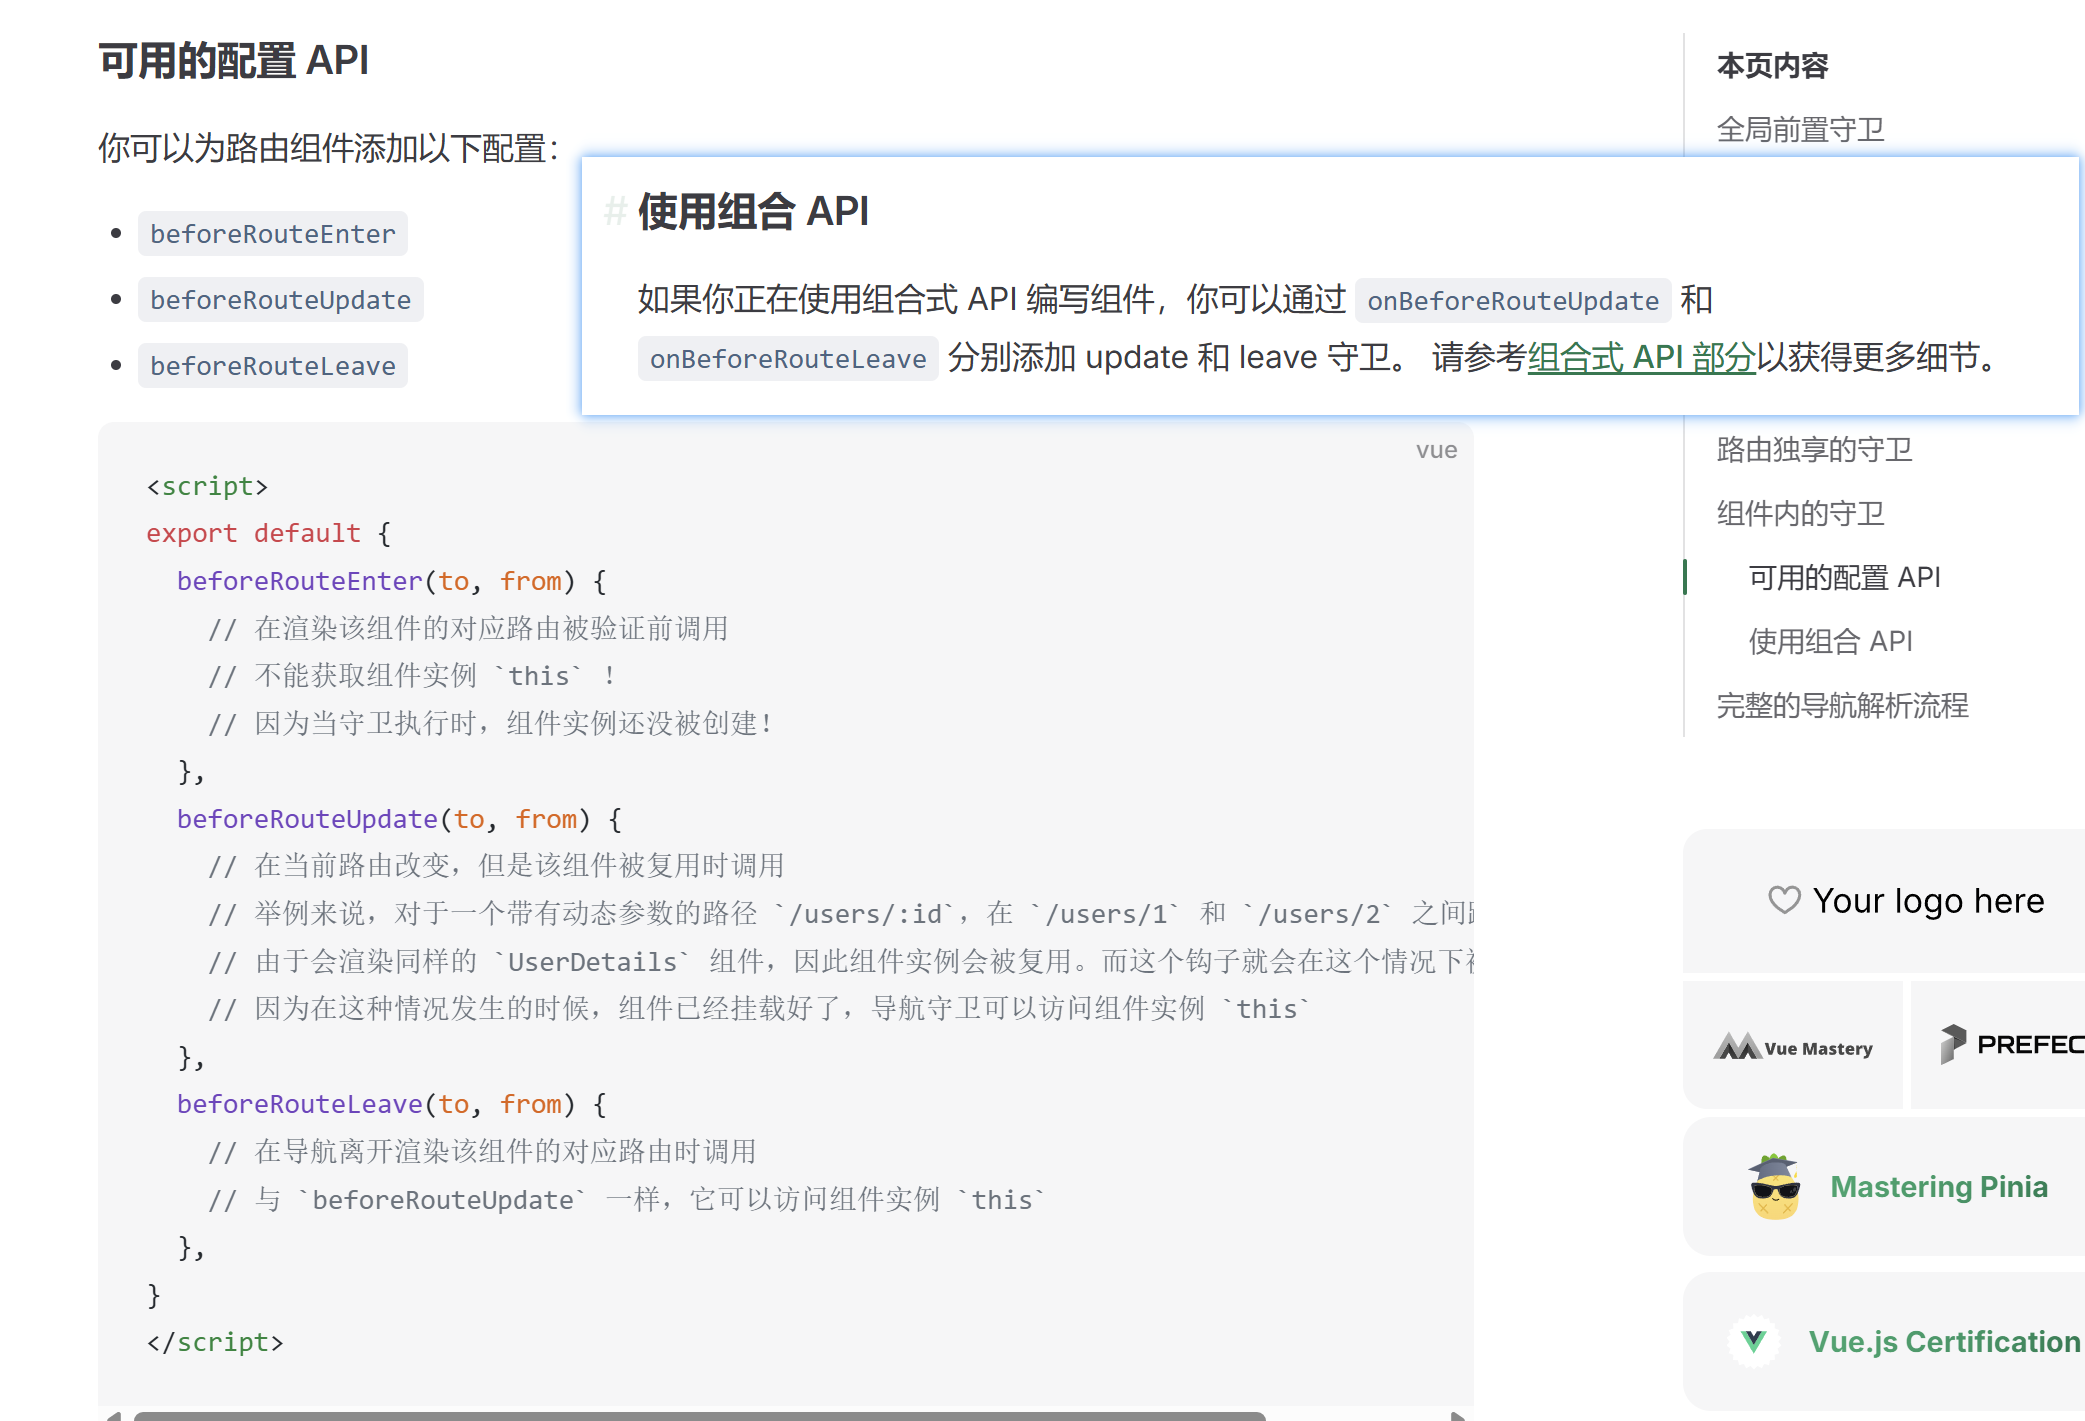 可用的配置 API
你可以为路由组件添加以下配置：
beforeRouteEnter
beforeRouteUpdate
beforeRouteLeave
# 使用组合 API
如果你正在使用组合式 API 编写组件，你可以通过 onBeforeRouteUpdate 和
onBeforeRouteLeave 分别添加 update 和 leave 守卫。 请参考组合式 API 部分以获得更多细节。
vue
<script>
export default {
  beforeRouteEnter(to, from) {
    // 在渲染该组件的对应路由被验证前调用
    // 不能获取组件实例 `this` ！
    // 因为当守卫执行时，组件实例还没被创建！
  },
  beforeRouteUpdate(to, from) {
    // 在当前路由改变，但是该组件被复用时调用
    // 举例来说，对于一个带有动态参数的路径 `/users/:id`，在 `/users/1` 和 `/users/2` 之间
    // 由于会渲染同样的 `UserDetails` 组件，因此组件实例会被复用。而这个钩子就会在这个情况下
    // 因为在这种情况发生的时候，组件已经挂载好了，导航守卫可以访问组件实例 `this`
  },
  beforeRouteLeave(to, from) {
    // 在导航离开渲染该组件的对应路由时调用
    // 与 `beforeRouteUpdate` 一样，它可以访问组件实例 `this`
  },
}
</script>
本页内容
全局前置守卫
路由独享的守卫
组件内的守卫
可用的配置 API
使用组合 API
完整的导航解析流程
Your logo here
Vue Mastery
PREFEC
Mastering Pinia
Vue.js Certification